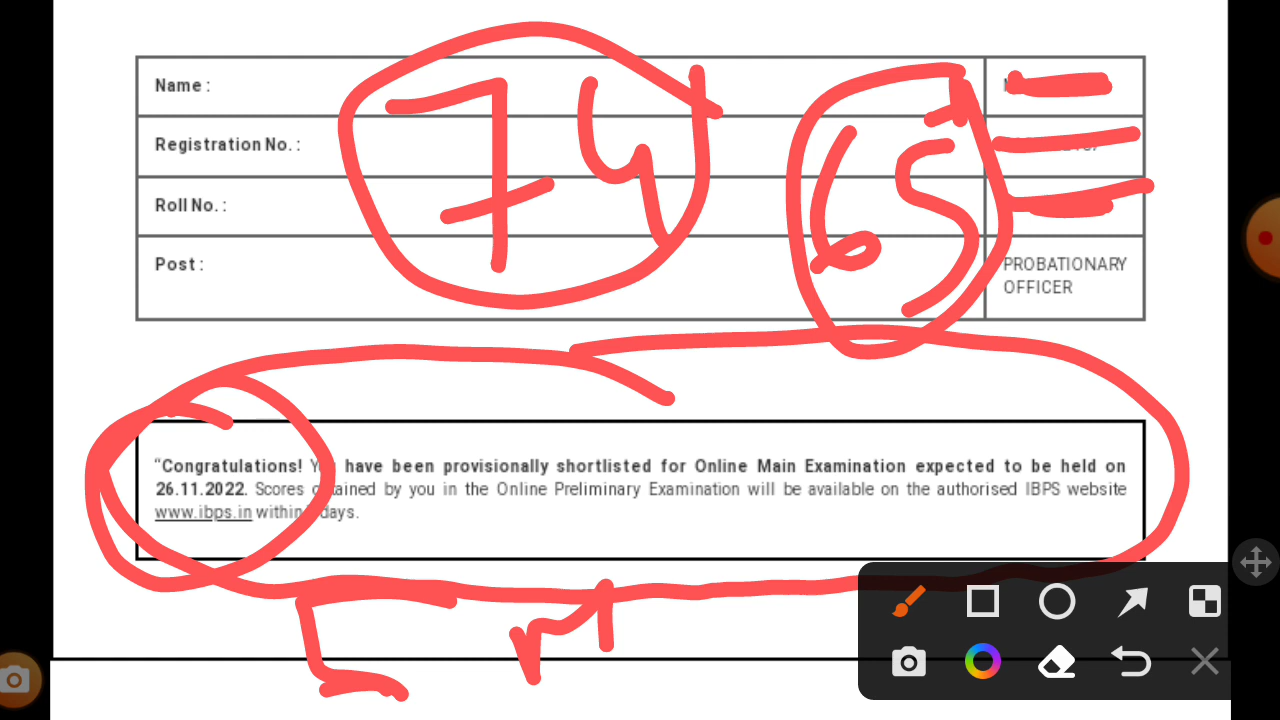 Name :
74
65
Registration No. :
Roll No. :
Post :
PROBATIONARY
OFFICER
"Congratulations! have been provisionally shortlisted for Online Main Examination expected to be held on
26.11.2022. Scores by you in the Online Preliminary Examination will be available on the authorised IBPS website
www.ibps.in within days.